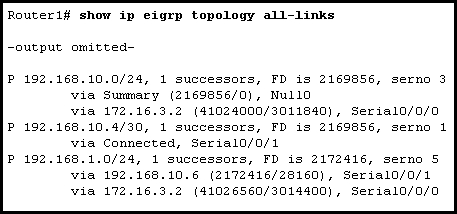 Router1# show ip eigrp topology all-links
-output omitted-
P 192.168.10.0/24, 1 successors, FD is 2169856, serno 3
via Summary (2169856/0), Null0
via 172.16.3.2 (41024000/3011840), Serial0/0/0
P 192.168.10.4/30, 1 successors, FD is 2169856, serno 1
via Connected, Serial0/0/1
P 192.168.1.0/24, 1 successors, FD is 2172416, serno 5
via 192.168.10.6 (2172416/28160), Serial0/0/1
via 172.16.3.2 (41026560/3014400), Serial0/0/0